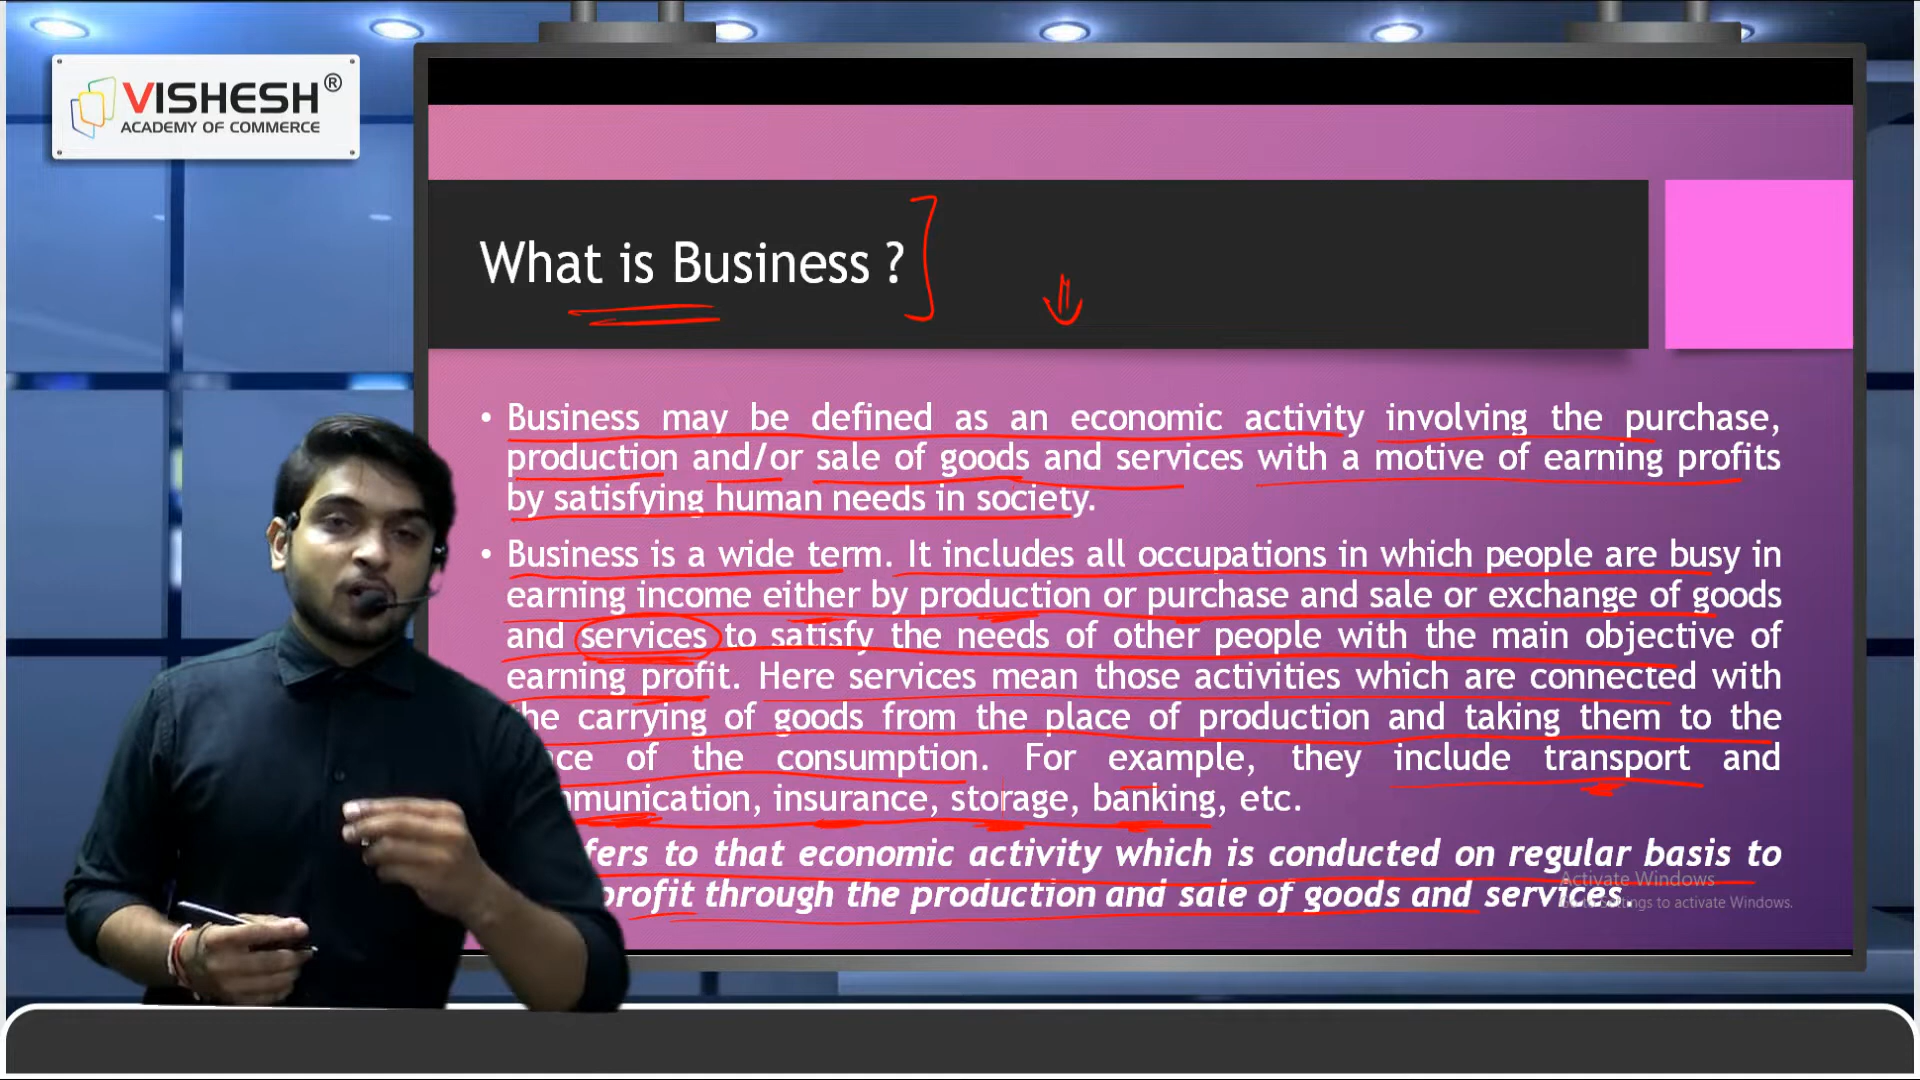 VISHESH®
ACADEMY OF COMMERCE
What is Business ?
• Business may be defined as an economic activity involving the purchase,
production and/or sale of goods and services with a motive of earning profits
by satisfying human needs in society.
• Business is a wide term. It includes all occupations in which people are busy in
earning income either by production or purchase and sale or exchange of goods
and services to satisfy the needs of other people with the main objective of
earning profit. Here services mean those activities which are connected with
he carrying of goods from the place of production and taking them to the
ce of the consumption. For example, they include transport and
mmunication, insurance, storage, banking, etc.
fers to that economic activity which is conducted on regular basis to
profit through the production and sale of goods and services.
Activate Windows
Go to Settings to activate Windows.